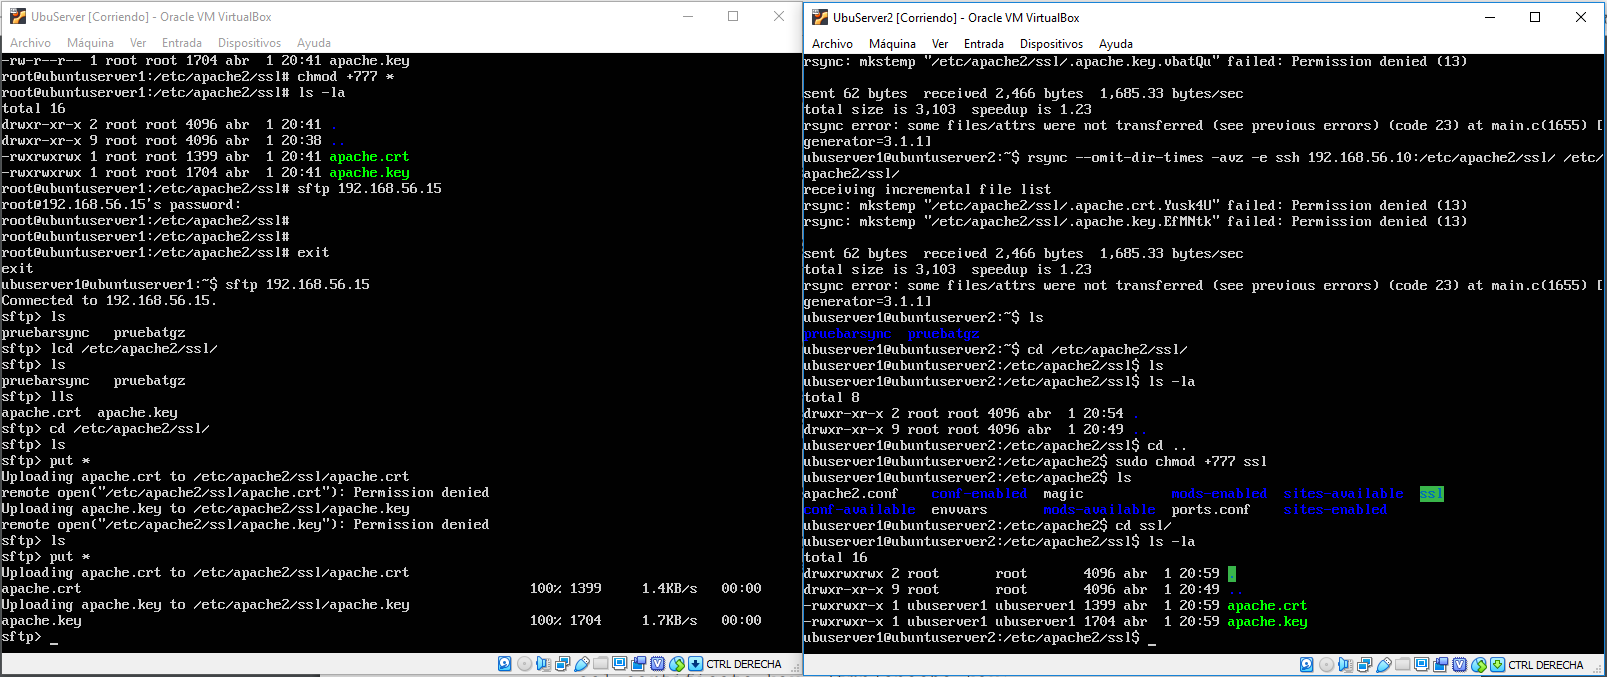 UbuServer [Corriendo] - Oracle VM VirtualBox
Archivo Máquina Ver Entrada Dispositivos Ayuda
-rw-r--r-- 1 root root 1704 abr  1 20:41 apache.key
root@ubuntuserver1:/etc/apache2/ssl# chmod +777 *
root@ubuntuserver1:/etc/apache2/ssl# ls -la
total 16
drwxr-xr-x 2 root root 4096 abr  1 20:41 .
drwxr-xr-x 9 root root 4096 abr  1 20:38 ..
-rwxrwxrwx 1 root root 1399 abr  1 20:41 apache.crt
-rwxrwxrwx 1 root root 1704 abr  1 20:41 apache.key
root@ubuntuserver1:/etc/apache2/ssl# sftp 192.168.56.15
root@192.168.56.15's password:
root@ubuntuserver1:/etc/apache2/ssl#
root@ubuntuserver1:/etc/apache2/ssl#
root@ubuntuserver1:/etc/apache2/ssl# exit
exit
ubuserver1@ubuntuserver1:~$ sftp 192.168.56.15
Connected to 192.168.56.15.
sftp> ls
pruebarsync   pruebatgz
sftp> lcd /etc/apache2/ssl/
sftp> ls
pruebarsync   pruebatgz
sftp> lls
apache.crt  apache.key
sftp> cd /etc/apache2/ssl/
sftp> ls
sftp> put *
Uploading apache.crt to /etc/apache2/ssl/apache.crt
remote open("/etc/apache2/ssl/apache.crt"): Permission denied
Uploading apache.key to /etc/apache2/ssl/apache.key
remote open("/etc/apache2/ssl/apache.key"): Permission denied
sftp> ls
sftp> put *
Uploading apache.crt to /etc/apache2/ssl/apache.crt
apache.crt 100% 1399 1.4KB/s 00:00
Uploading apache.key to /etc/apache2/ssl/apache.key
apache.key 100% 1704 1.7KB/s 00:00
sftp> _
CTRL DERECHA
UbuServer2 [Corriendo] - Oracle VM VirtualBox
Archivo Máquina Ver Entrada Dispositivos Ayuda
rsync: mkstemp "/etc/apache2/ssl/.apache.key.vbatQu" failed: Permission denied (13)
sent 62 bytes  received 2,466 bytes  1,685.33 bytes/sec
total size is 3,103  speedup is 1.23
rsync error: some files/attrs were not transferred (see previous errors) (code 23) at main.c(1655) [
generator=3.1.1]
ubuserver1@ubuntuserver2:~$ rsync --omit-dir-times -avz -e ssh 192.168.56.10:/etc/apache2/ssl/ /etc/
apache2/ssl/
receiving incremental file list
rsync: mkstemp "/etc/apache2/ssl/.apache.crt.Yusk4U" failed: Permission denied (13)
rsync: mkstemp "/etc/apache2/ssl/.apache.key.EfMNtk" failed: Permission denied (13)
sent 62 bytes  received 2,466 bytes  1,685.33 bytes/sec
total size is 3,103  speedup is 1.23
rsync error: some files/attrs were not transferred (see previous errors) (code 23) at main.c(1655) [
generator=3.1.1]
ubuserver1@ubuntuserver2:~$ ls
pruebarsync  pruebatgz
ubuserver1@ubuntuserver2:~$ cd /etc/apache2/ssl/
ubuserver1@ubuntuserver2:/etc/apache2/ssl$ ls
ubuserver1@ubuntuserver2:/etc/apache2/ssl$ ls -la
total 8
drwxr-xr-x 2 root root 4096 abr  1 20:54 .
drwxr-xr-x 9 root root 4096 abr  1 20:49 ..
ubuserver1@ubuntuserver2:/etc/apache2/ssl$ cd ..
ubuserver1@ubuntuserver2:/etc/apache2$ sudo chmod +777 ssl
ubuserver1@ubuntuserver2:/etc/apache2$ ls
apache2.conf conf-enabled magic mods-enabled sites-available ssl
conf-available envvars mods-available ports.conf sites-enabled
ubuserver1@ubuntuserver2:/etc/apache2$ cd ssl/
ubuserver1@ubuntuserver2:/etc/apache2/ssl$ ls -la
total 16
drwxrwxrwx 2 root       root       4096 abr  1 20:59 .
drwxr-xr-x 9 root       root       4096 abr  1 20:49 ..
-rwxrwxr-x 1 ubuserver1 ubuserver1 1399 abr  1 20:59 apache.crt
-rwxrwxr-x 1 ubuserver1 ubuserver1 1704 abr  1 20:59 apache.key
ubuserver1@ubuntuserver2:/etc/apache2/ssl$ _
CTRL DERECHA